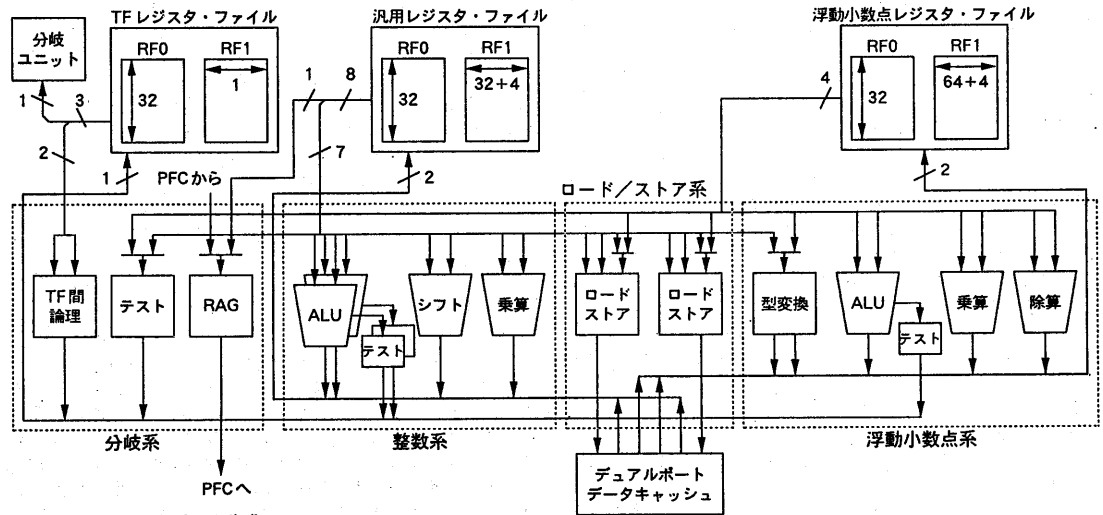 TFレジスタ・ファイル
汎用レジスタ・ファイル
浮動小数点レジスタ・ファイル
分岐
ユニット
RF0
RF1
RF0
RF1
RF0
RF1
32
1
32
32+4
32
64+4
1
3
1
8
4
2
7
1
2
2
PFCから
ロード/ストア系
TF間
論理
テスト
RAG
ALU
テスト
シフト
乗算
ロード
ストア
ロード
ストア
型変換
ALU
テスト
乗算
除算
分岐系
整数系
浮動小数点系
PFCへ
デュアルポート
データキャッシュ